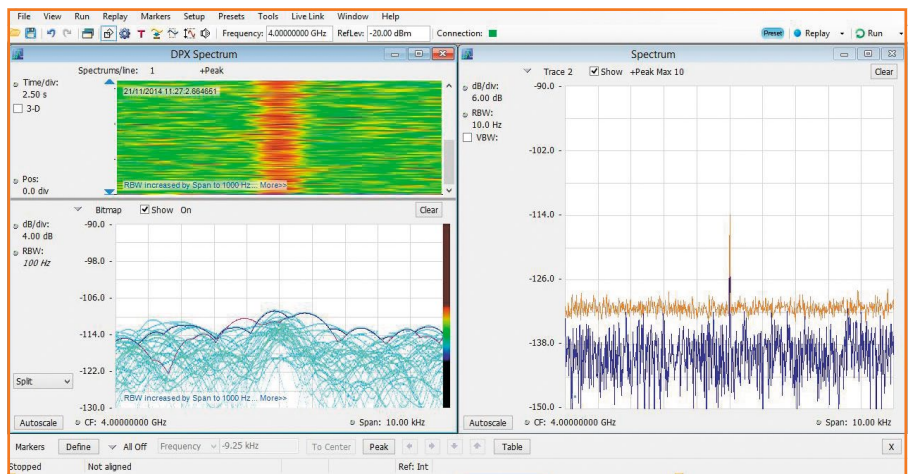 File View Run Replay Markers Setup Presets Tools Live Link Window Help
Frequency: 4.00000000 GHz RefLev: -20.00 dBm Connection: Preset Replay Run
DPX Spectrum
Spectrums/line: 1 +Peak
Time/div:
2.50 s
3-D
21/11/2014 11:27:2.664651
Pos:
0.0 div
RBW increased by Span to 1000 Hz... More>>
Bitmap Show On Clear
dB/div:
4.00 dB
RBW:
100 Hz
-90.0
-98.0
-106.0
-114.0
-122.0
-130.0
Split
RBW increased by Span to 1000 Hz... More>>
Autoscale CF: 4.00000000 GHz Span: 10.00 kHz
Spectrum
Trace 2 Show +Peak Max 10 Clear
dB/div:
6.00 dB
RBW:
10.0 Hz
VBW:
-90.0
-102.0
-114.0
-126.0
-138.0
-150.0
Autoscale CF: 4.00000000 GHz Span: 10.00 kHz
Markers Define All Off Frequency -9.25 kHz To Center Peak Table X
Stopped Not aligned Ref: Int